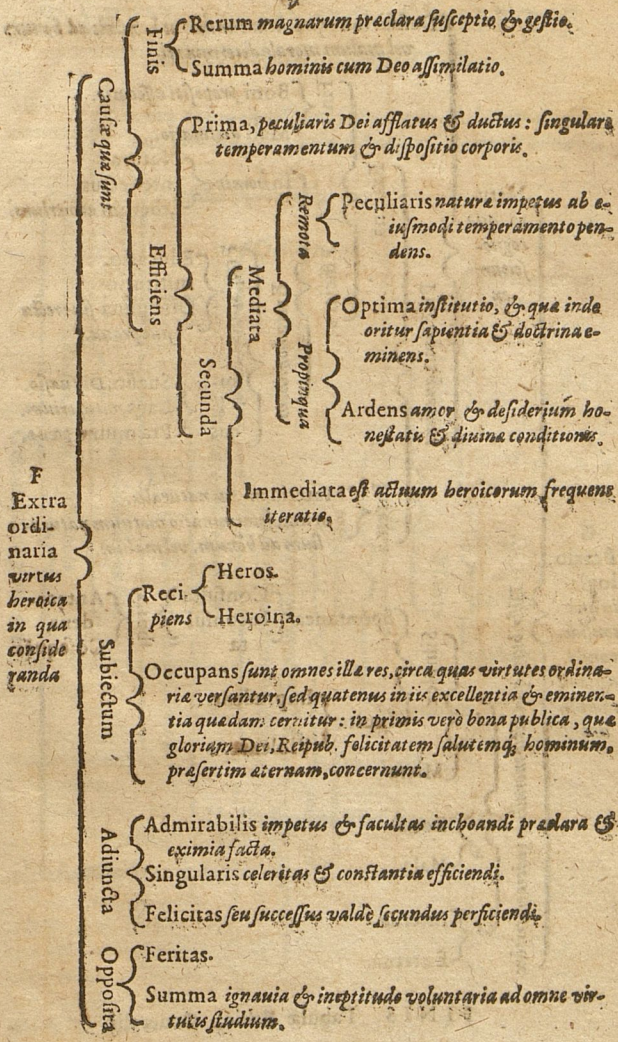 F
Extra
ordi-
naria
virtus
heroica
in qua
conside
randa
Causæ quæ sunt
Finis
Rerum magnarum præclara susceptio & gestio.
Summa hominis cum Deo assimilatio.
Efficiens
Prima, peculiaris Dei afflatus & ductus: singulare
temperamentum & dispositio corporis.
Secunda
Mediata
Remota
Peculiaris naturæ impetus ab e-
iusmodi temperamento pen-
dens.
Propinqua
Optima institutio, & quæ inde
oritur sapientia & doctrina e-
minens.
Ardens amor & desiderium ho-
nestatis & diuinæ conditionis.
Immediata est actuum heroicorum frequens
iteratio.
Subiectum
Reci-
piens
Heros.
Heroina.
Occupans sunt omnes illæ res, circa quas virtutes ordina-
riæ versantur, sed quatenus in iis excellentia & eminen-
tia quædam cernitur: in primis verò bona publica, quæ
gloriam Dei, Reipub. felicitatem salutemq; hominum,
præsertim æternam, concernunt.
Adiuncta
Admirabilis impetus & facultas inchoandi præclara &
eximia facta.
Singularis celeritas & constantia efficiendi.
Felicitas seu successus valdè secundus perficiendi.
Opposita
Feritas.
Summa ignauia & ineptitudo voluntaria ad omne vir-
tutis studium.